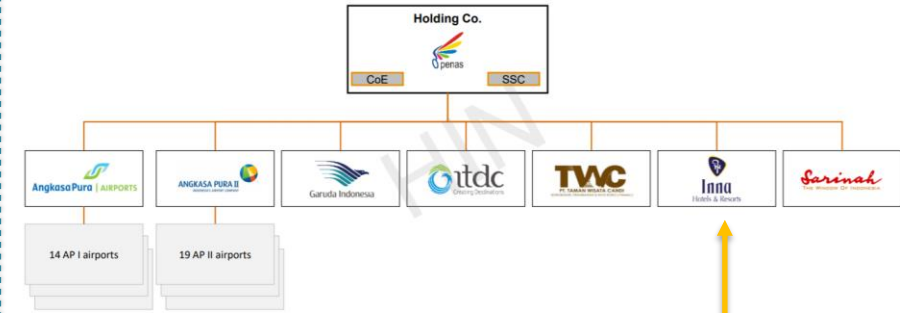 Holding Co.
penas
CoE
SSC
AngkasaPura | AIRPORTS
ANGKASA PURA II
Garuda Indonesia
itdc
Creating Destinations
TWC
PT. TAMAN WISATA CANDI
Inna
Hotels & Resorts
Sarinah
THE WINDOW OF INDONESIA
14 AP I airports
19 AP II airports
HIN